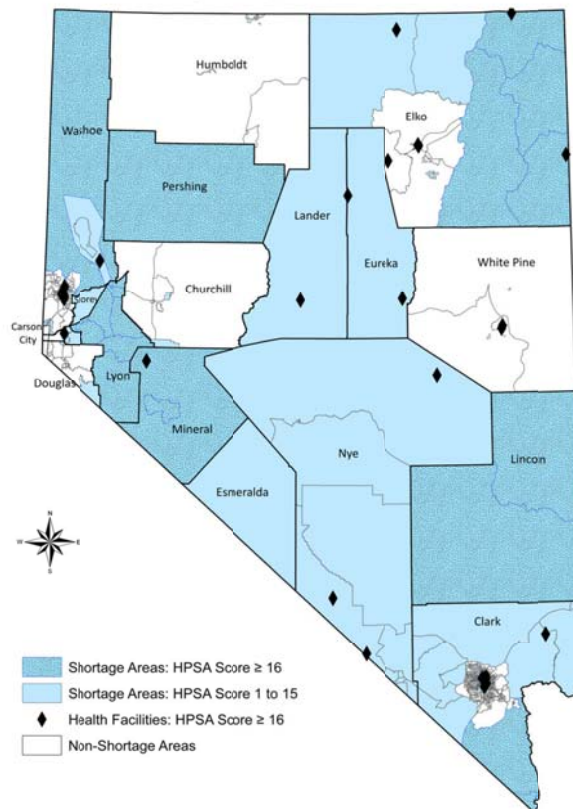 Humboldt
Elko
Washoe
Pershing
Lander
Eureka
White Pine
Churchill
Storey
Carson
City
Douglas
Lyon
Mineral
Nye
Lincon
Esmeralda
Clark
N
W E
S
Shortage Areas: HPSA Score ≥ 16
Shortage Areas: HPSA Score 1 to 15
Health Facilities: HPSA Score ≥ 16
Non-Shortage Areas